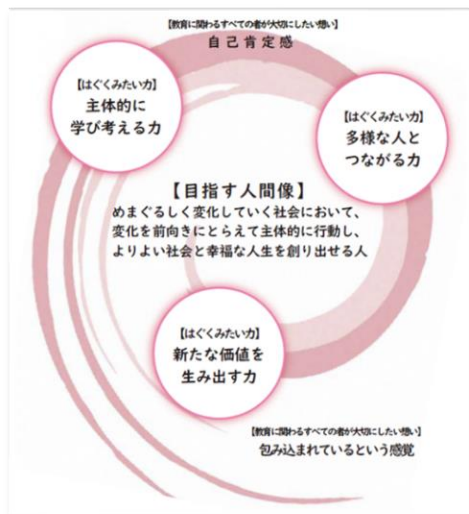 【教育に関わるすべての者が大切にしたい想い】
自己肯定感
【はぐくみたい力】
主体的に
学び考える力
【はぐくみたい力】
多様な人と
つながる力
【目指す人間像】
めまぐるしく変化していく社会において、
変化を前向きにとらえて主体的に行動し、
よりよい社会と幸福な人生を創り出せる人
【はぐくみたい力】
新たな価値を
生み出す力
【教育に関わるすべての者が大切にしたい想い】
包み込まれているという感覚